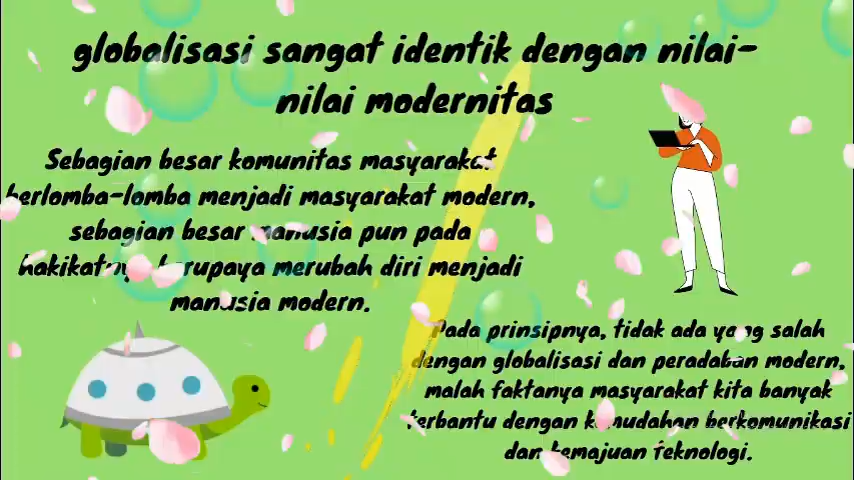 globalisasi sangat identik dengan nilai-
nilai modernitas
Sebagian besar komunitas masyarakat
berlomba-lomba menjadi masyarakat modern,
sebagian besar manusia pun pada
hakikatnya berupaya merubah diri menjadi
manusia modern.
Pada prinsipnya, tidak ada yang salah
dengan globalisasi dan peradaban modern,
malah faktanya masyarakat kita banyak
terbantu dengan kemudahan berkomunikasi
dan kemajuan teknologi.